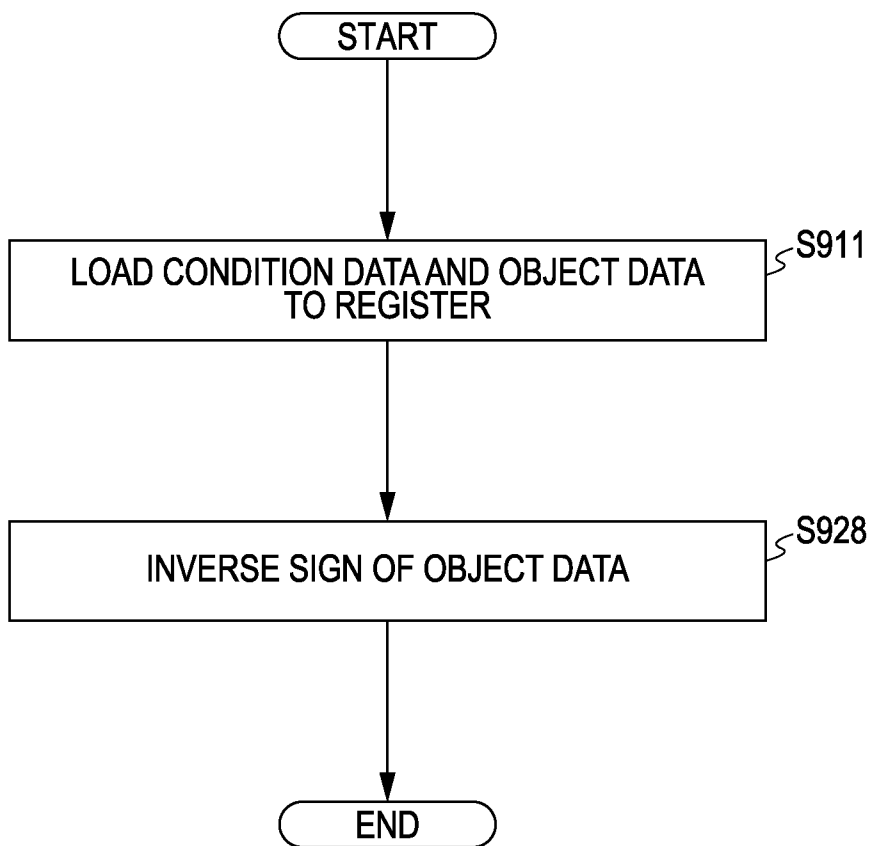 START
LOAD CONDITION DATA AND OBJECT DATA
TO REGISTER
S911
INVERSE SIGN OF OBJECT DATA
S928
END